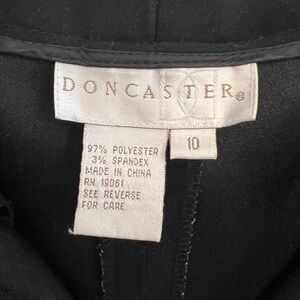 DONCASTER®
10
97% POLYESTER
3% SPANDEX
MADE IN CHINA
RN 19061
SEE REVERSE
FOR CARE